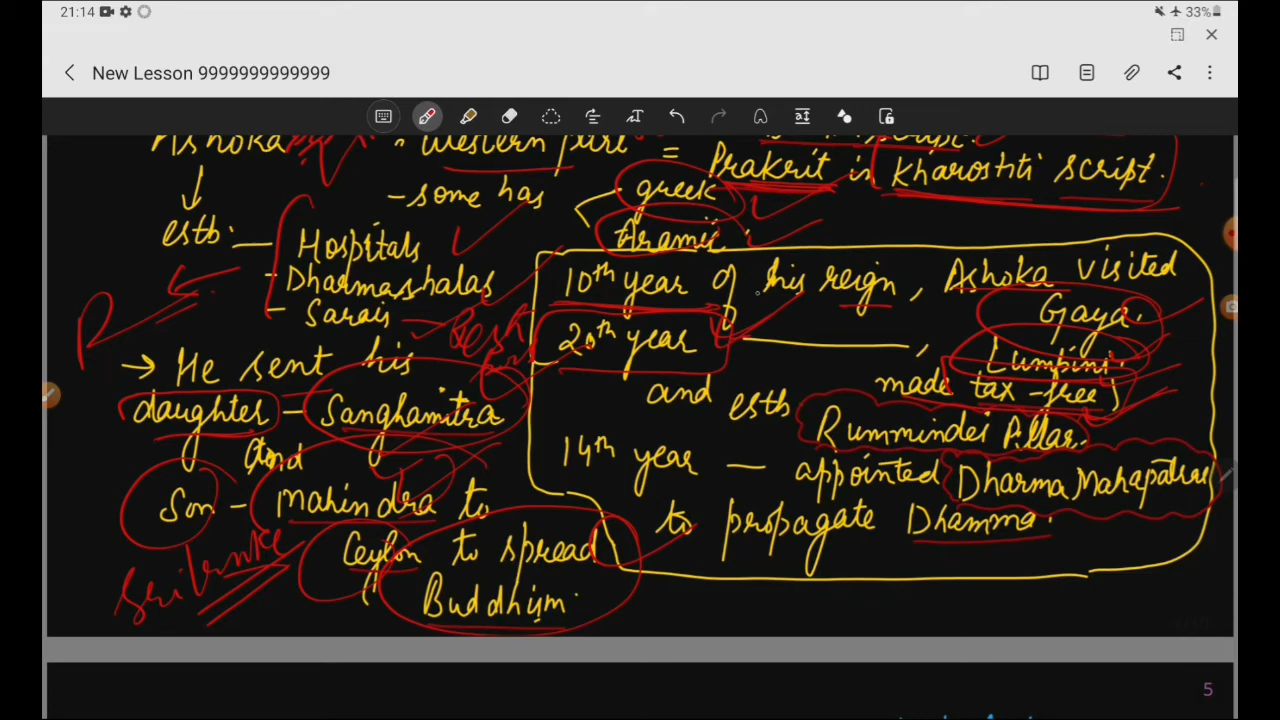 21:14
33%
New Lesson 9999999999999
Ashoka - Western part =
Prakrit in Kharoshti script.
- some has greek
Aramic.
estb. - Hospitals
- Dharmashalas
- Sarais
→ He sent his
daughter - Sanghamitra
and
Son - Mahindra to
Ceylon to spread
Buddhism.
Srilanka
10th year of his reign, Ashoka visited
Gaya.
20th year ———, Lumbini.
made tax-free
and estb Rummindei Pillar.
14th year — appointed Dharma Mahapatras
to propagate Dhamma.
5